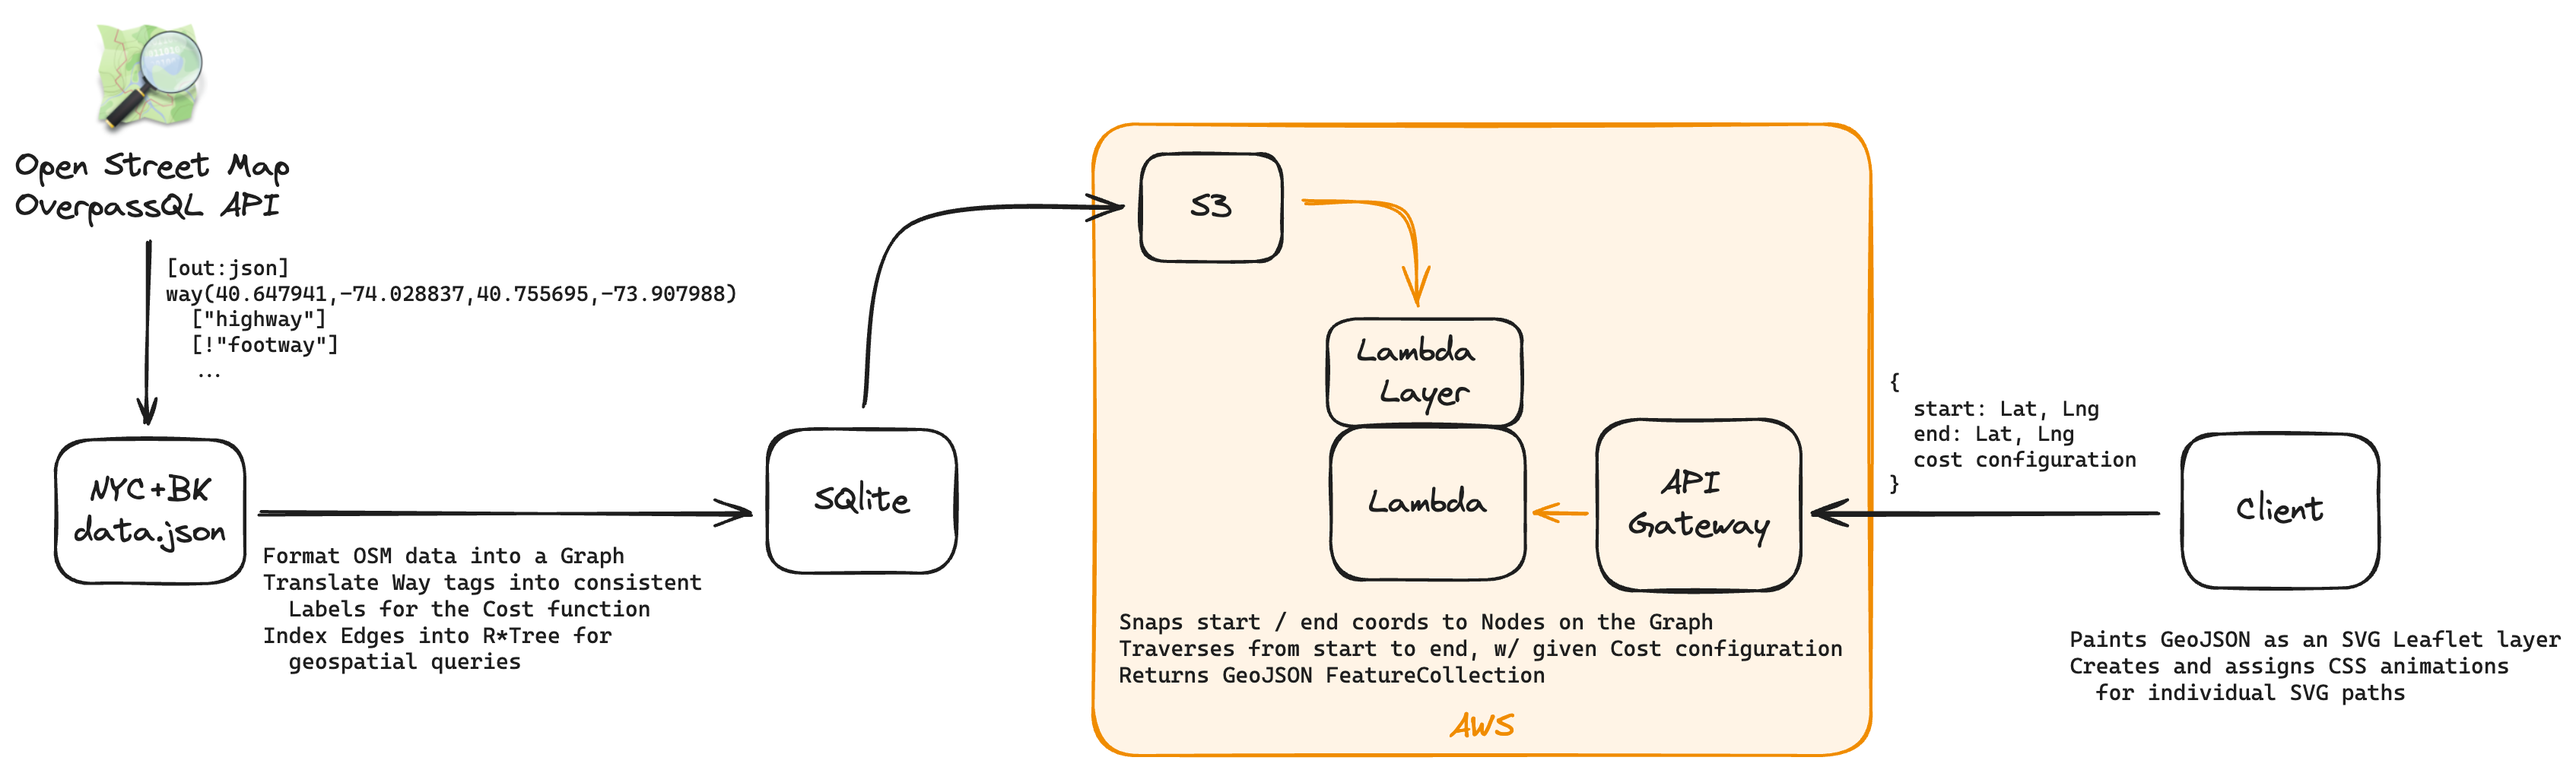 Open Street Map
OverpassQL API
[out:json]
way(40.647941,-74.028837,40.755695,-73.907988)
["highway"]
[!"footway"]
...
NYC+BK
data.json
Format OSM data into a Graph
Translate Way tags into consistent
Labels for the Cost function
Index Edges into R*Tree for
geospatial queries
SQlite
S3
Lambda
Layer
Lambda
API
Gateway
Snaps start / end coords to Nodes on the Graph
Traverses from start to end, w/ given Cost configuration
Returns GeoJSON FeatureCollection
AWS
{
start: Lat, Lng
end: Lat, Lng
cost configuration
}
Client
Paints GeoJSON as an SVG Leaflet layer
Creates and assigns CSS animations
for individual SVG paths